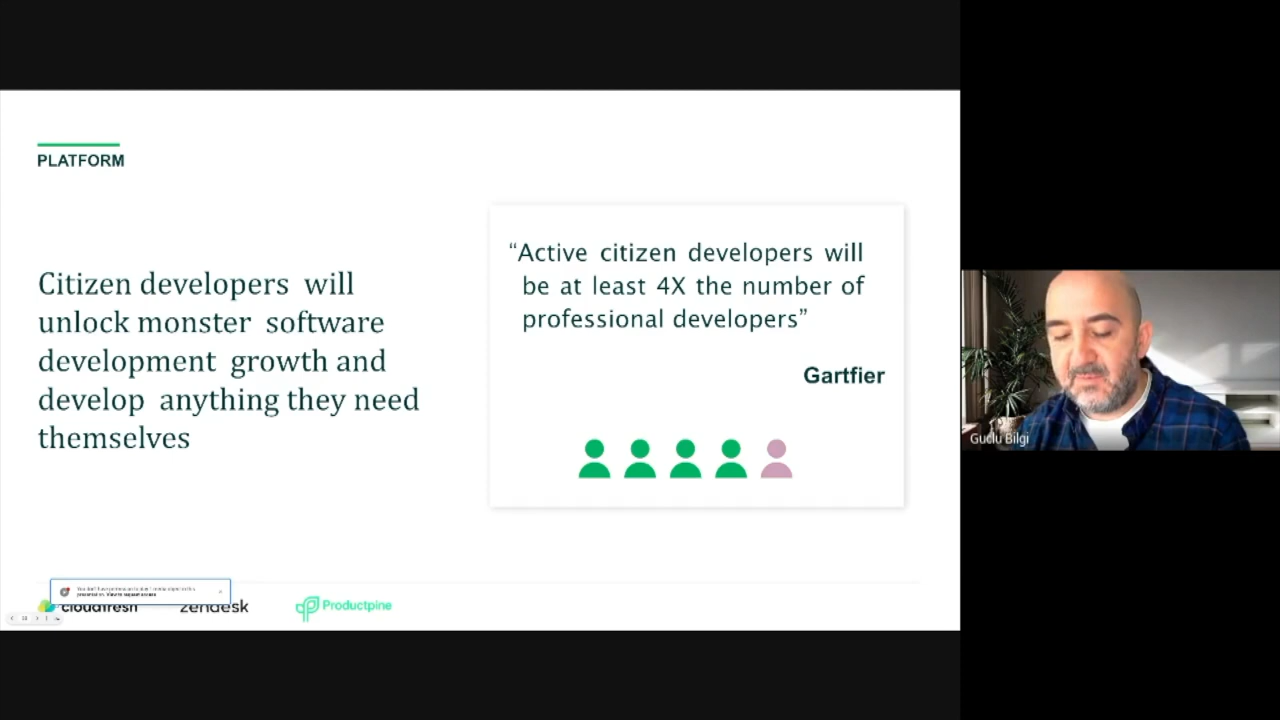 PLATFORM
Citizen developers will
unlock monster software
development growth and
develop anything they need
themselves
“Active citizen developers will
be at least 4X the number of
professional developers”
Gartfier
Guclu Bilgi
cloudfresh
zendesk
Productpine